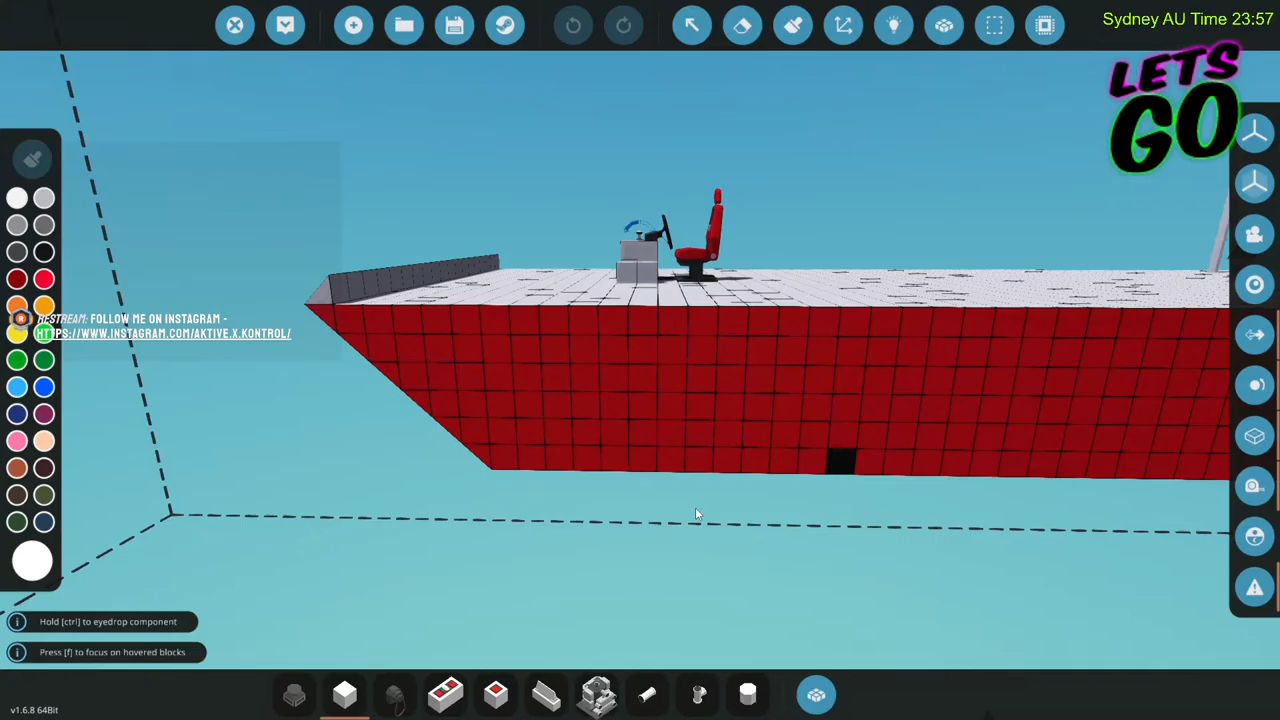 Sydney AU Time 23:57
LETS
GO
RESTREAM: FOLLOW ME ON INSTAGRAM -
HTTPS://WWW.INSTAGRAM.COM/AKTIVE.X.KONTROL/
Hold [ctrl] to eyedrop component
Press [f] to focus on hovered blocks
v1.6.8 64Bit